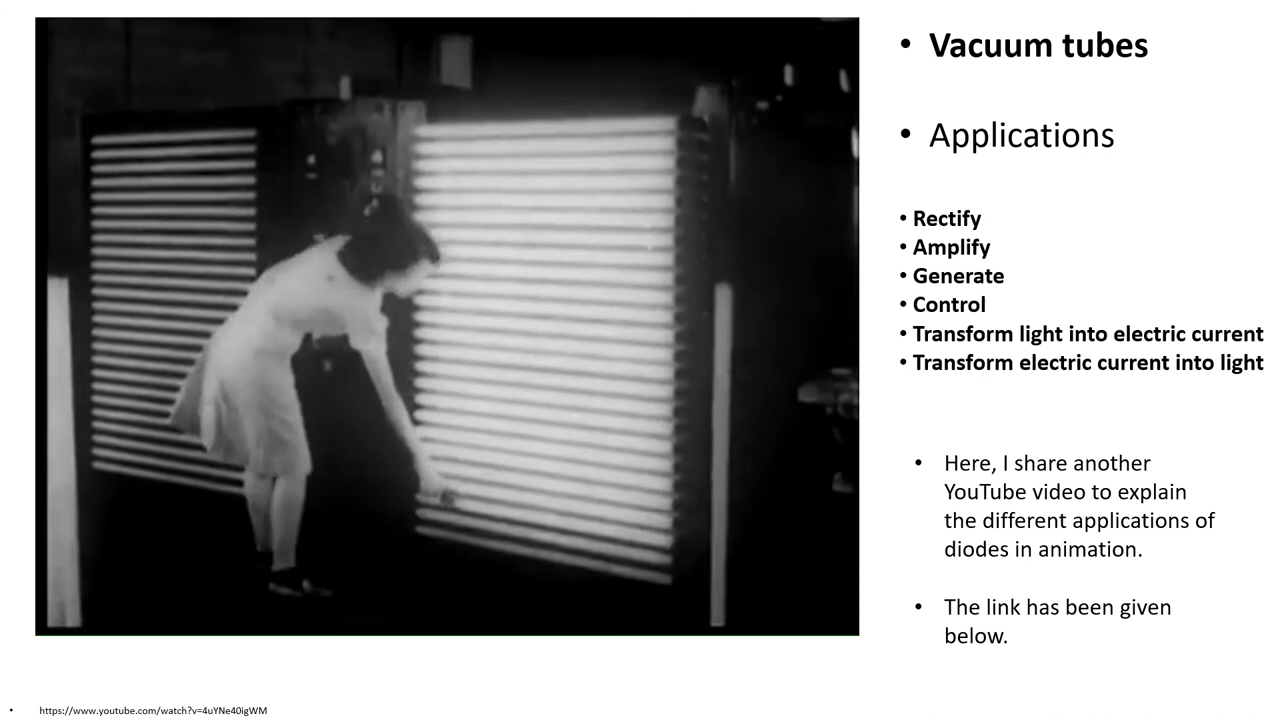 • Vacuum tubes
• Applications
• Rectify
• Amplify
• Generate
• Control
• Transform light into electric current
• Transform electric current into light
• Here, I share another
YouTube video to explain
the different applications of
diodes in animation.
• The link has been given
below.
• https://www.youtube.com/watch?v=4uYNe40igWM